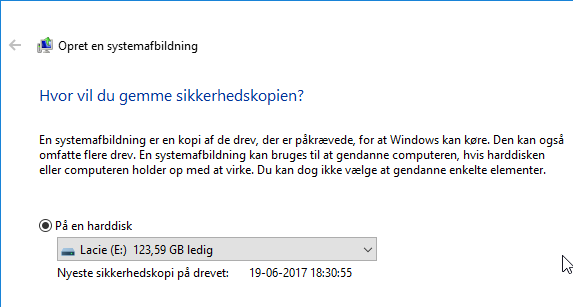 Opret en systemafbildning
Hvor vil du gemme sikkerhedskopien?
En systemafbildning er en kopi af de drev, der er påkrævede, for at Windows kan køre. Den kan også
omfatte flere drev. En systemafbildning kan bruges til at gendanne computeren, hvis harddisken
eller computeren holder op med at virke. Du kan dog ikke vælge at gendanne enkelte elementer.
På en harddisk
Lacie (E:) 123,59 GB ledig
Nyeste sikkerhedskopi på drevet: 19-06-2017 18:30:55